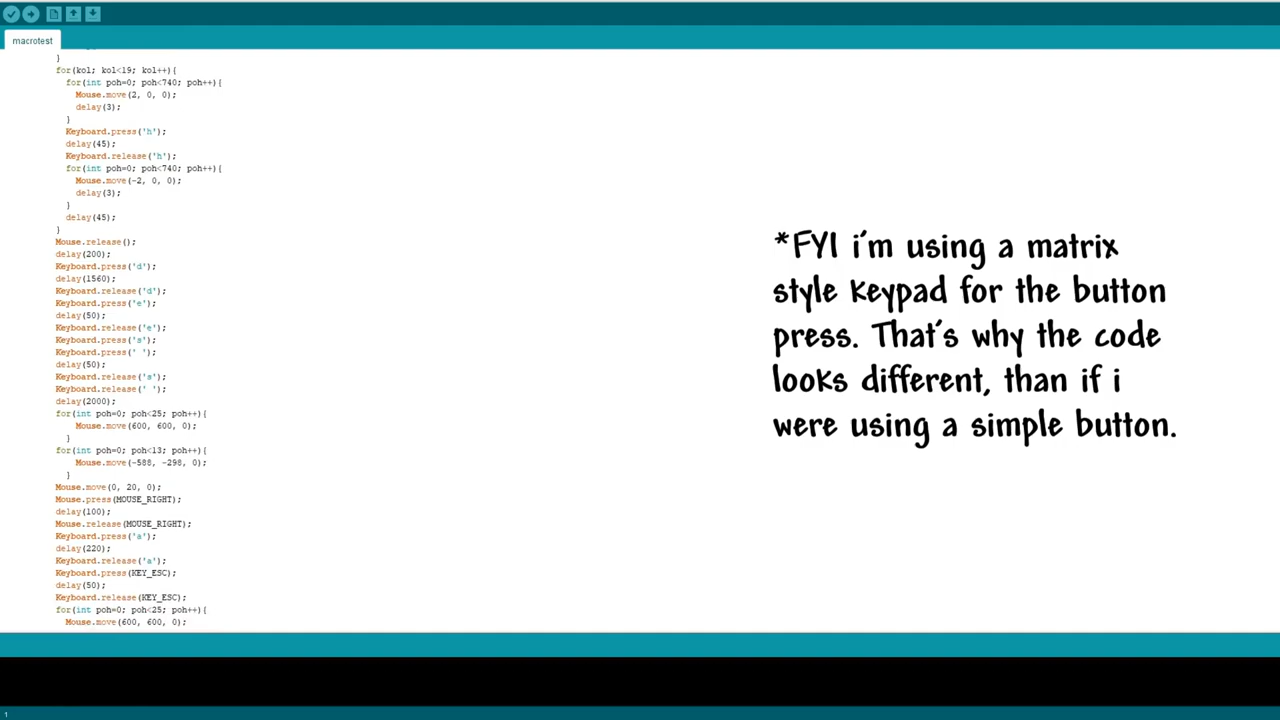 macrotest
}
for(kol; kol<19; kol++){
for(int poh=0; poh<740; poh++){
Mouse.move(2, 0, 0);
delay(3);
}
Keyboard.press('h');
delay(45);
Keyboard.release('h');
for(int poh=0; poh<740; poh++){
Mouse.move(-2, 0, 0);
delay(3);
}
delay(45);
}
Mouse.release();
delay(200);
Keyboard.press('d');
delay(1560);
Keyboard.release('d');
Keyboard.press('e');
delay(50);
Keyboard.release('e');
Keyboard.press('s');
Keyboard.press(' ');
delay(50);
Keyboard.release('s');
Keyboard.release(' ');
delay(2000);
for(int poh=0; poh<25; poh++){
Mouse.move(600, 600, 0);
}
for(int poh=0; poh<13; poh++){
Mouse.move(-588, -298, 0);
}
Mouse.move(0, 20, 0);
Mouse.press(MOUSE_RIGHT);
delay(100);
Mouse.release(MOUSE_RIGHT);
Keyboard.press('a');
delay(220);
Keyboard.release('a');
Keyboard.press(KEY_ESC);
delay(50);
Keyboard.release(KEY_ESC);
for(int poh=0; poh<25; poh++){
Mouse.move(600, 600, 0);
*FYI i'm using a matrix
style keypad for the button
press. That's why the code
looks different, than if i
were using a simple button.
1